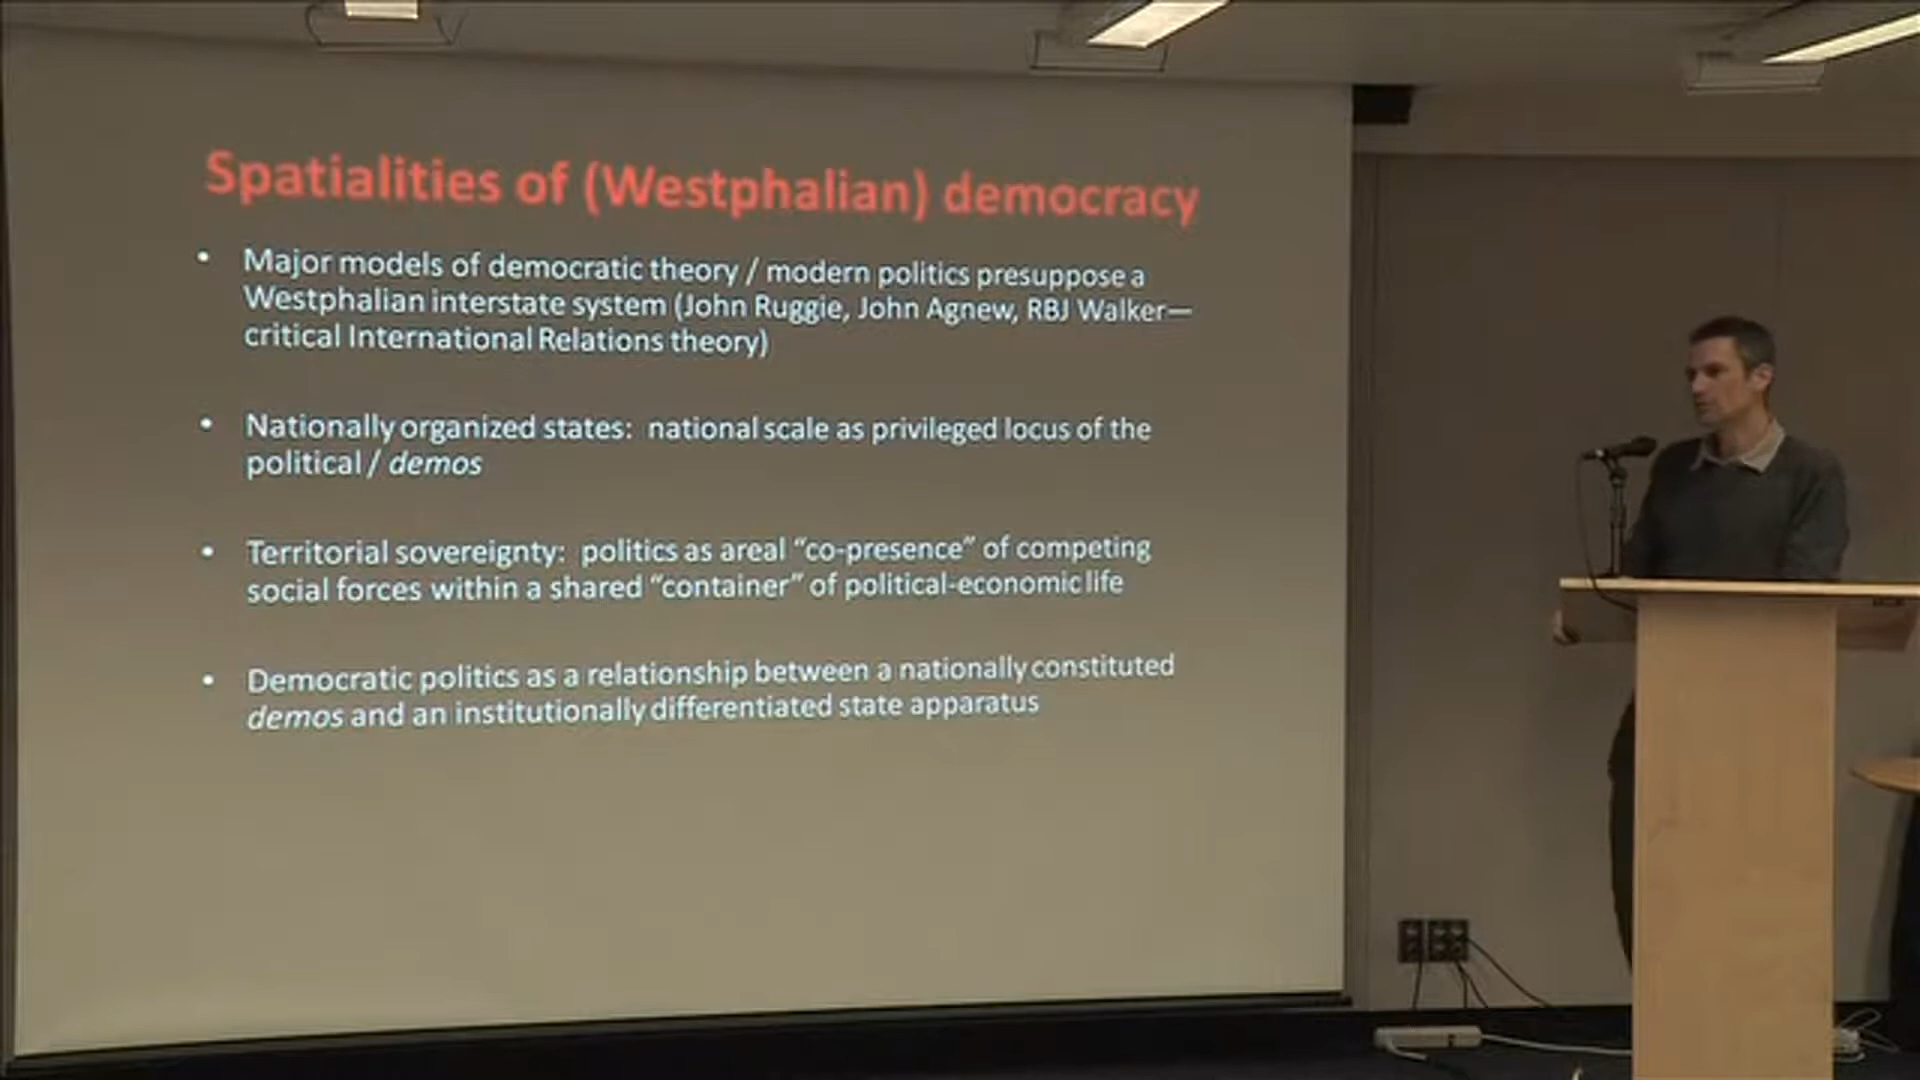 Spatialities of (Westphalian) democracy
• Major models of democratic theory / modern politics presuppose a
Westphalian interstate system (John Ruggie, John Agnew, RBJ Walker—
critical International Relations theory)
• Nationally organized states: national scale as privileged locus of the
political / demos
• Territorial sovereignty: politics as areal “co-presence” of competing
social forces within a shared “container” of political-economic life
• Democratic politics as a relationship between a nationally constituted
demos and an institutionally differentiated state apparatus